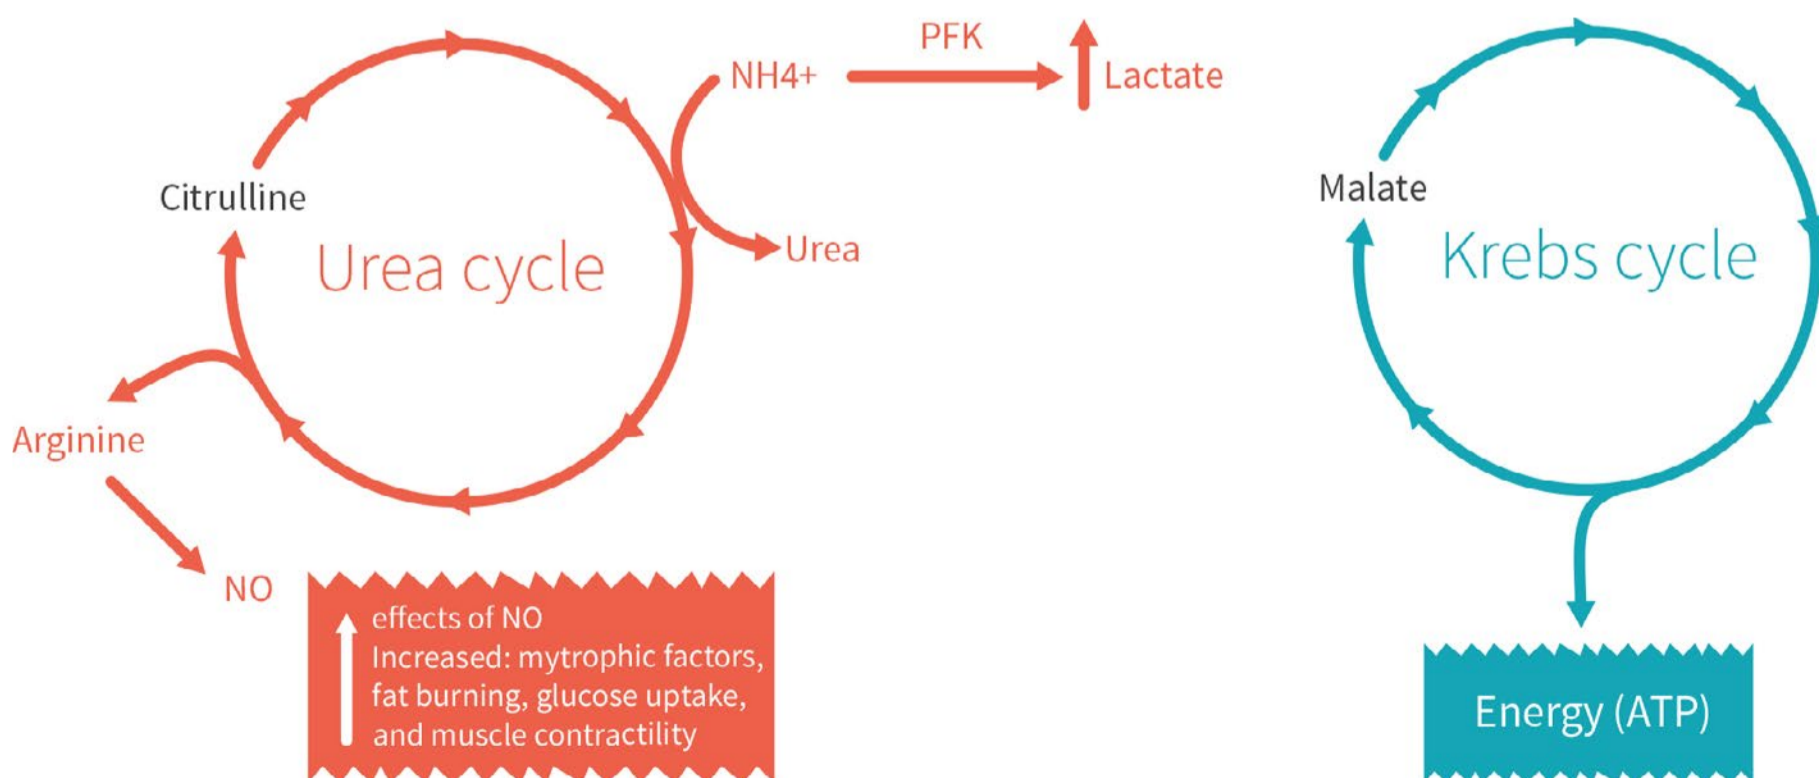 PFK
NH4+
Lactate
Citrulline
Urea cycle
Urea
Arginine
NO
effects of NO
Increased: mytrophic factors,
fat burning, glucose uptake,
and muscle contractility
Malate
Krebs cycle
Energy (ATP)